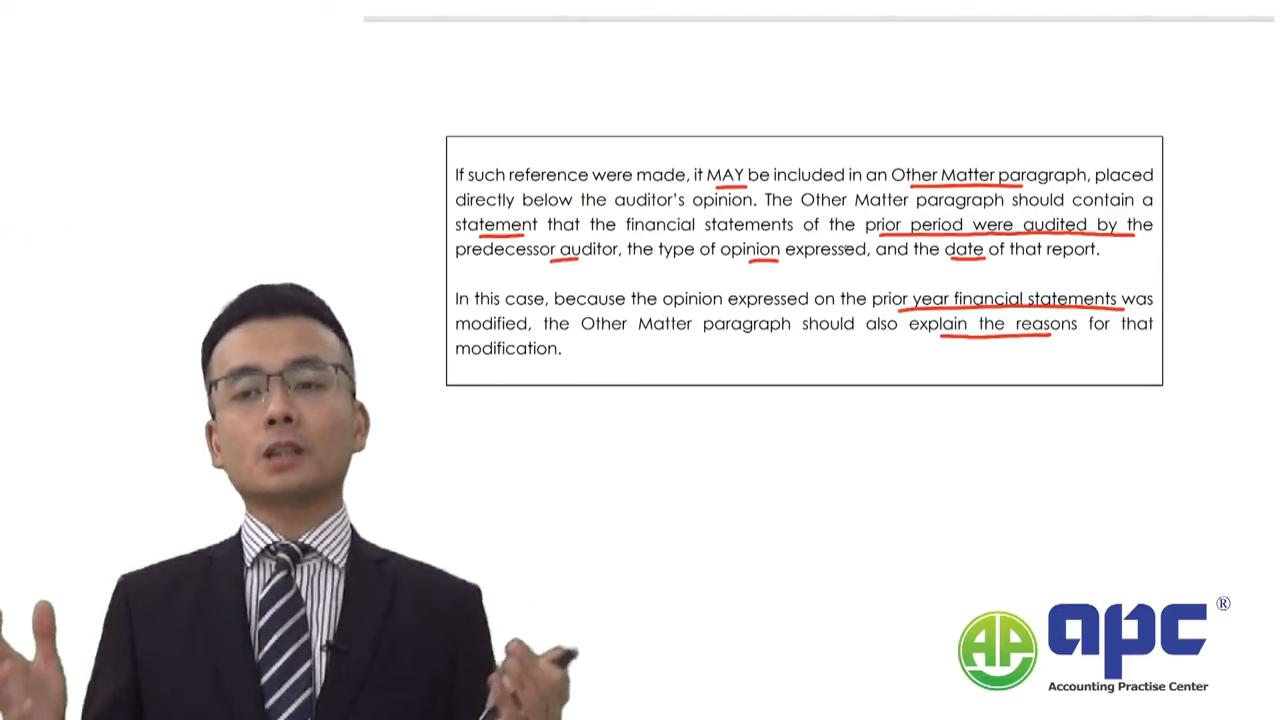 If such reference were made, it MAY be included in an Other Matter paragraph, placed
directly below the auditor's opinion. The Other Matter paragraph should contain a
statement that the financial statements of the prior period were audited by the
predecessor auditor, the type of opinion expressed, and the date of that report.
In this case, because the opinion expressed on the prior year financial statements was
modified, the Other Matter paragraph should also explain the reasons for that
modification.
AP apc ®
Accounting Practise Center